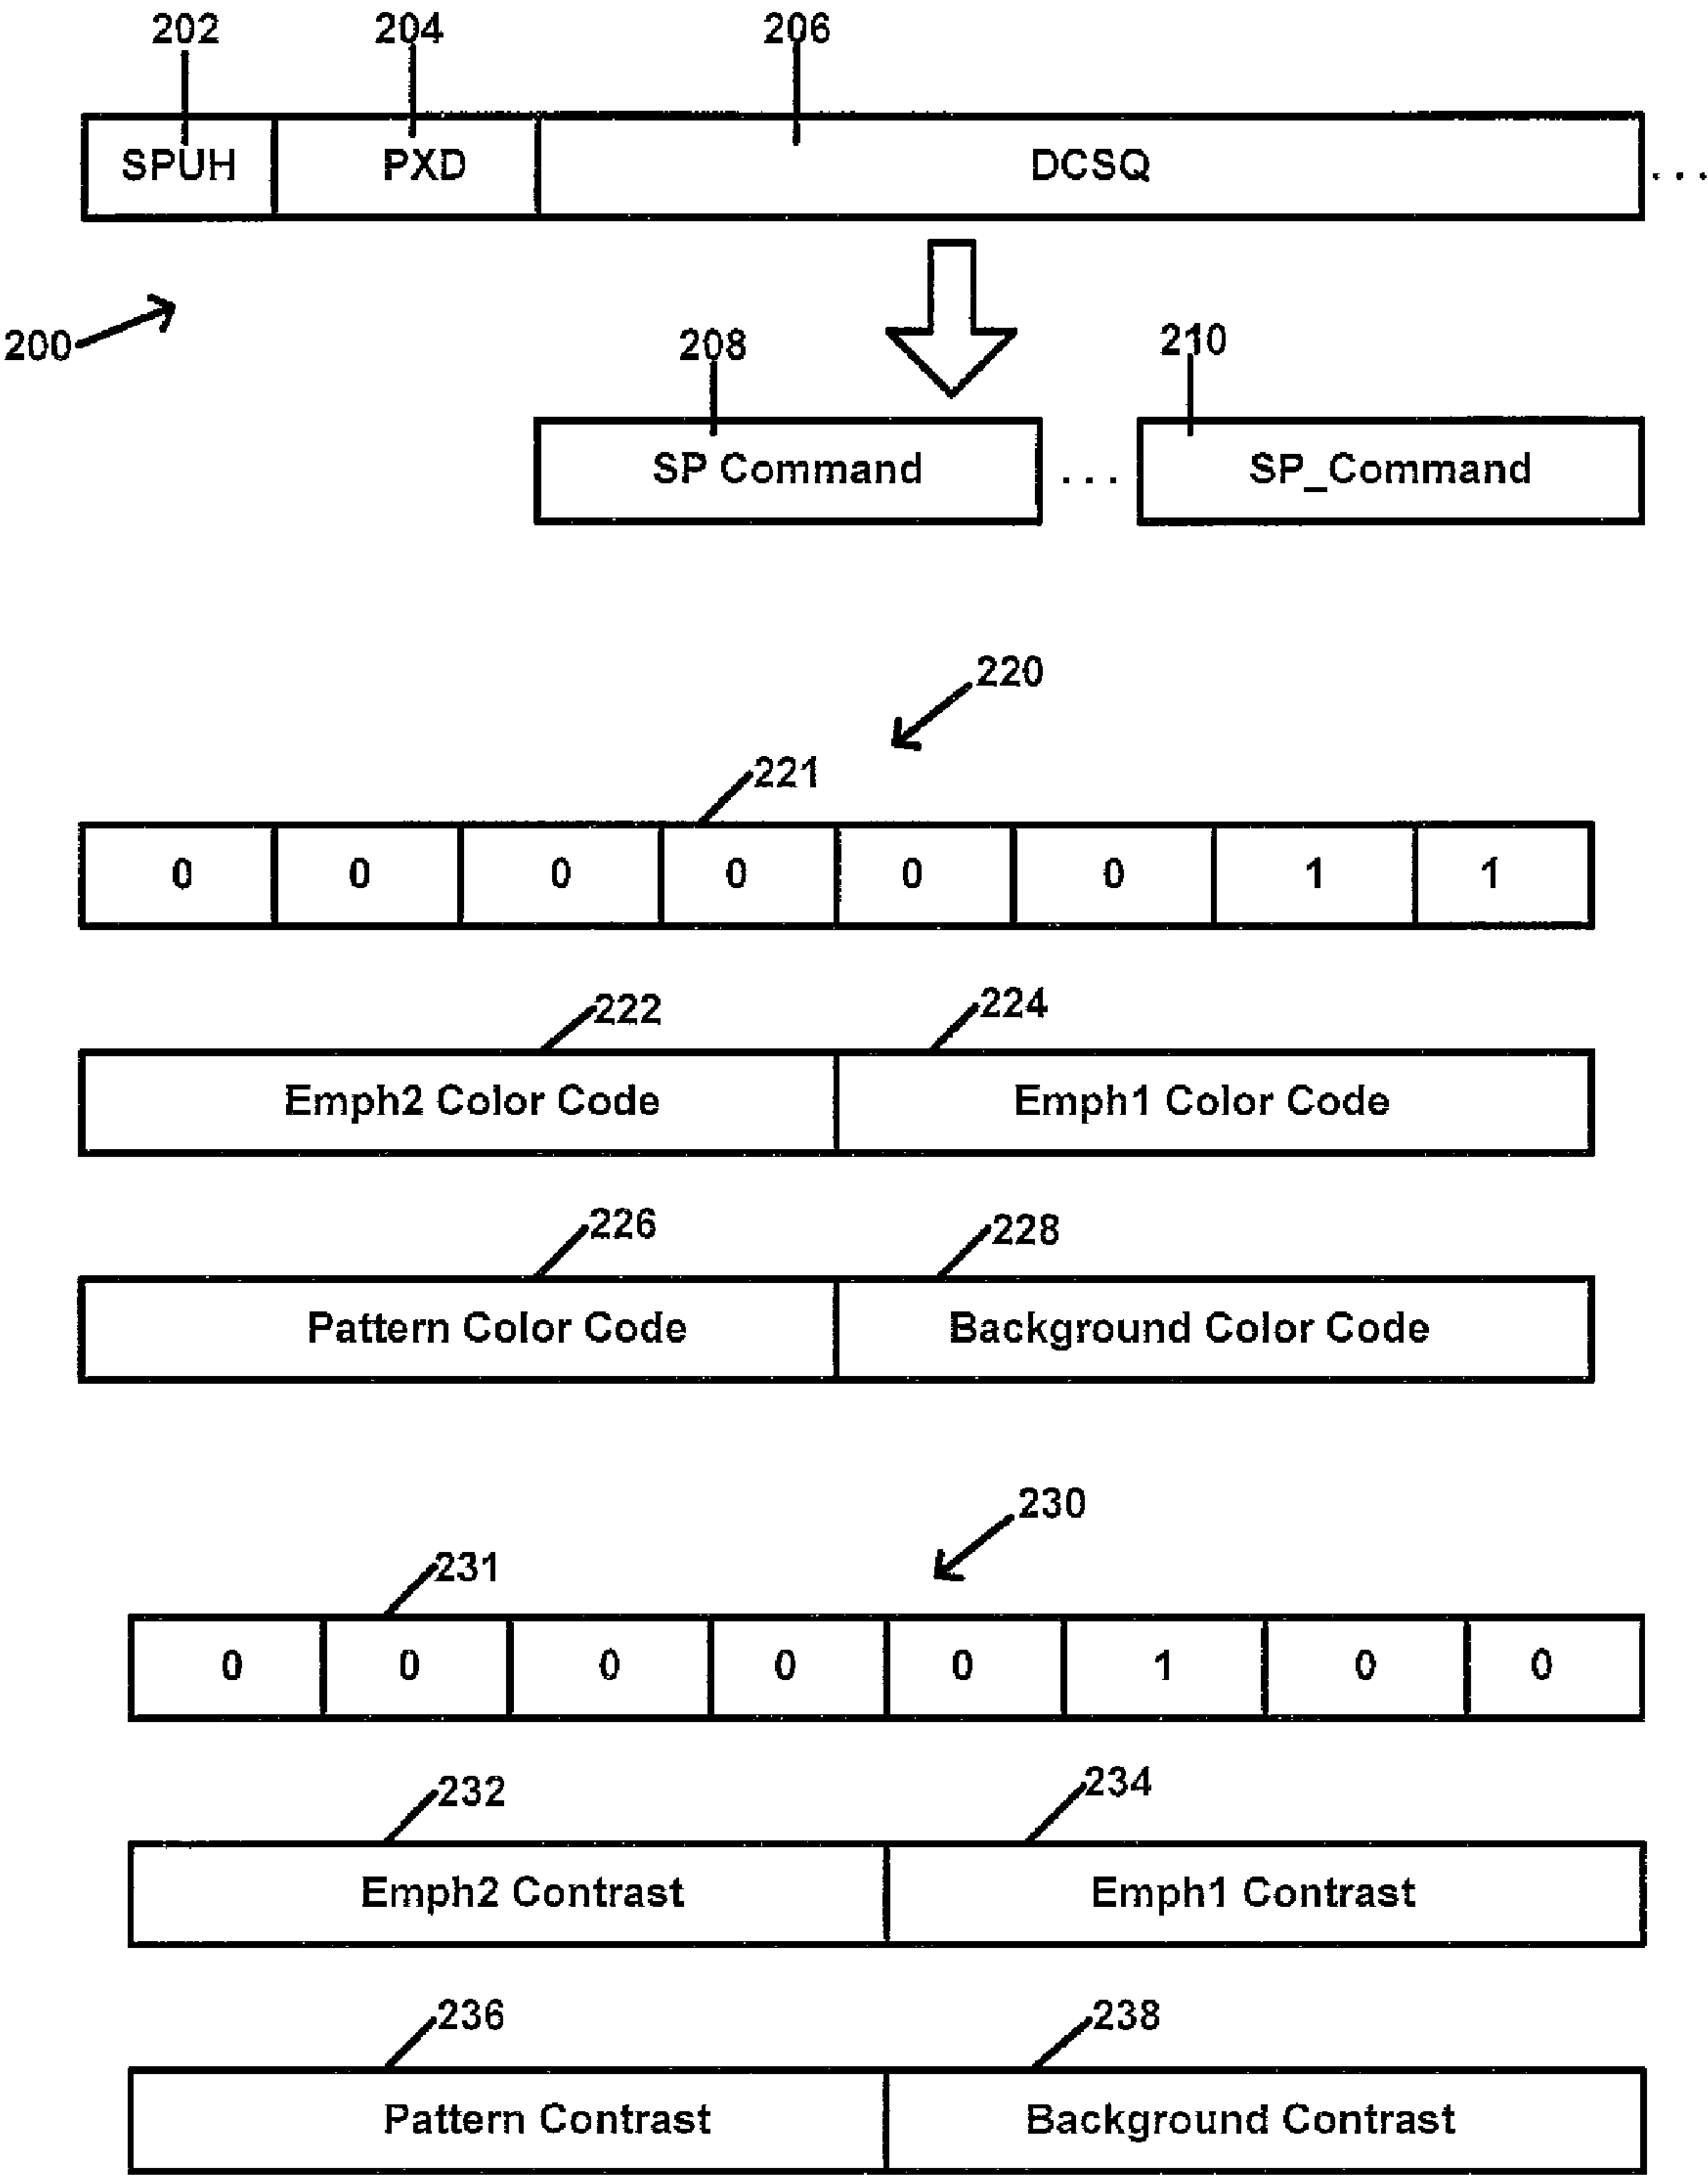 202 204 206
SPUH PXD DCSQ ...
200
208 210
SP Command ... SP_Command
220
221
0 0 0 0 0 0 1 1
222 224
Emph2 Color Code Emph1 Color Code
226 228
Pattern Color Code Background Color Code
230
231
0 0 0 0 0 1 0 0
232 234
Emph2 Contrast Emph1 Contrast
236 238
Pattern Contrast Background Contrast